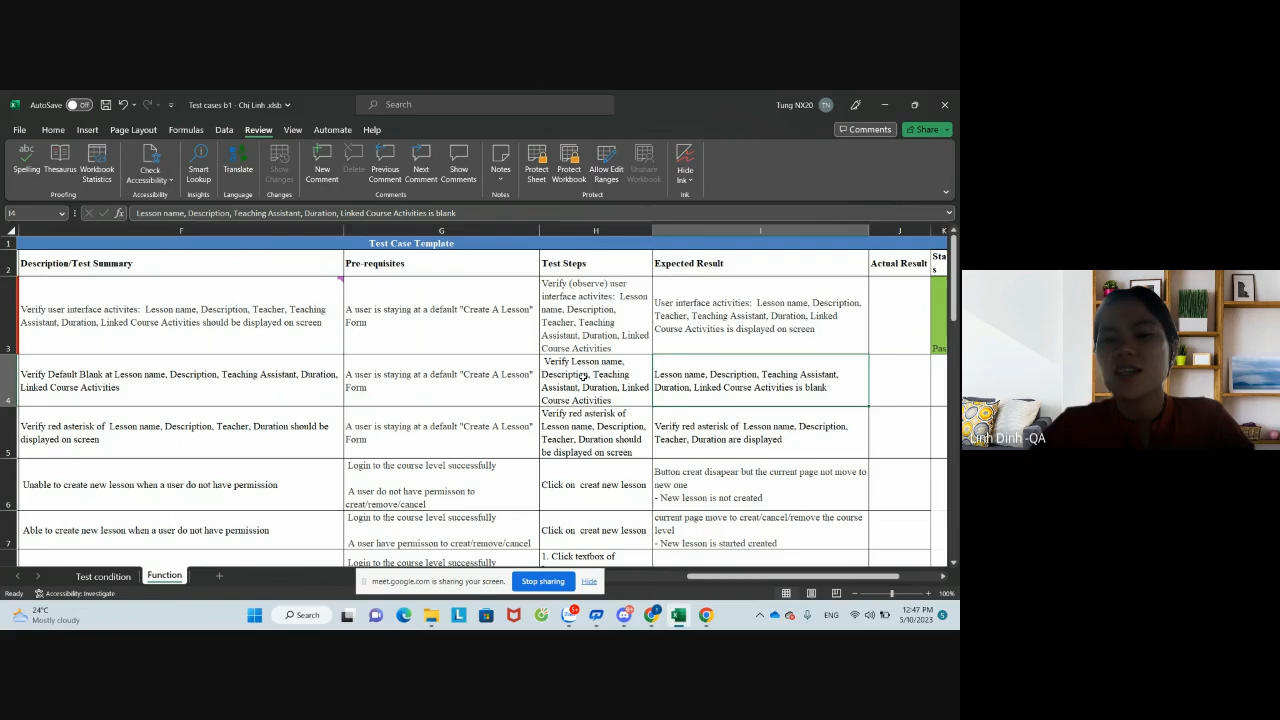 AutoSave Off Test cases b1 - Chị Linh .xlsb Search Tung NX20 TN
File Home Insert Page Layout Formulas Data Review View Automate Help Comments Share
abc
Spelling Thesaurus Workbook Statistics Check Accessibility Smart Lookup Translate Show Changes New Comment Delete Previous Comment Next Comment Show Comments Notes Protect Sheet Protect Workbook Allow Edit Ranges Unshare Workbook Hide Ink
Proofing Accessibility Insights Language Changes Comments Notes Protect Ink
I4 fx Lesson name, Description, Teaching Assistant, Duration, Linked Course Activities is blank
F G H I J K
1 Test Case Template
2 Description/Test Summary Pre-requisites Test Steps Expected Result Actual Result Sta
s
3 Verify user interface activites: Lesson name, Description, Teacher, Teaching
Assistant, Duration, Linked Course Activities should be displayed on screen
A user is staying at a default "Create A Lesson"
Form
Verify (observe) user
interface activites: Lesson
name, Description,
Teacher, Teaching
Assistant, Duration, Linked
Course Activities
User interface activities: Lesson name, Description,
Teacher, Teaching Assistant, Duration, Linked
Course Activities is displayed on screen
Pas
4 Verify Default Blank at Lesson name, Description, Teaching Assistant, Duration,
Linked Course Activities
A user is staying at a default "Create A Lesson"
Form
Verify Lesson name,
Description, Teaching
Assistant, Duration, Linked
Course Activities
Lesson name, Description, Teaching Assistant,
Duration, Linked Course Activities is blank
5 Verify red asterisk of Lesson name, Description, Teacher, Duration should be
displayed on screen
A user is staying at a default "Create A Lesson"
Form
Verify red asterisk of
Lesson name, Description,
Teacher, Duration should
be displayed on screen
Verify red asterisk of Lesson name, Description,
Teacher, Duration are displayed
6 Unable to create new lesson when a user do not have permission
Login to the course level successfully
A user do not have permisson to
creat/remove/cancel
Click on creat new lesson
Button creat disapear but the current page not move to
new one
- New lesson is not created
7 Able to create new lesson when a user do not have permission
Login to the course level successfully
A user have permisson to creat/remove/cancel
Click on creat new lesson
current page move to creat/cancel/remove the course
level
- New lesson is started created
Login to the course level successfully
1. Click textbox of
Test condition Function
meet.google.com is sharing your screen. Stop sharing Hide
Ready Accessibility: Investigate 100%
24°C
Mostly cloudy
Search
ENG
12:47 PM
5/10/2023
5
Linh Dinh -QA